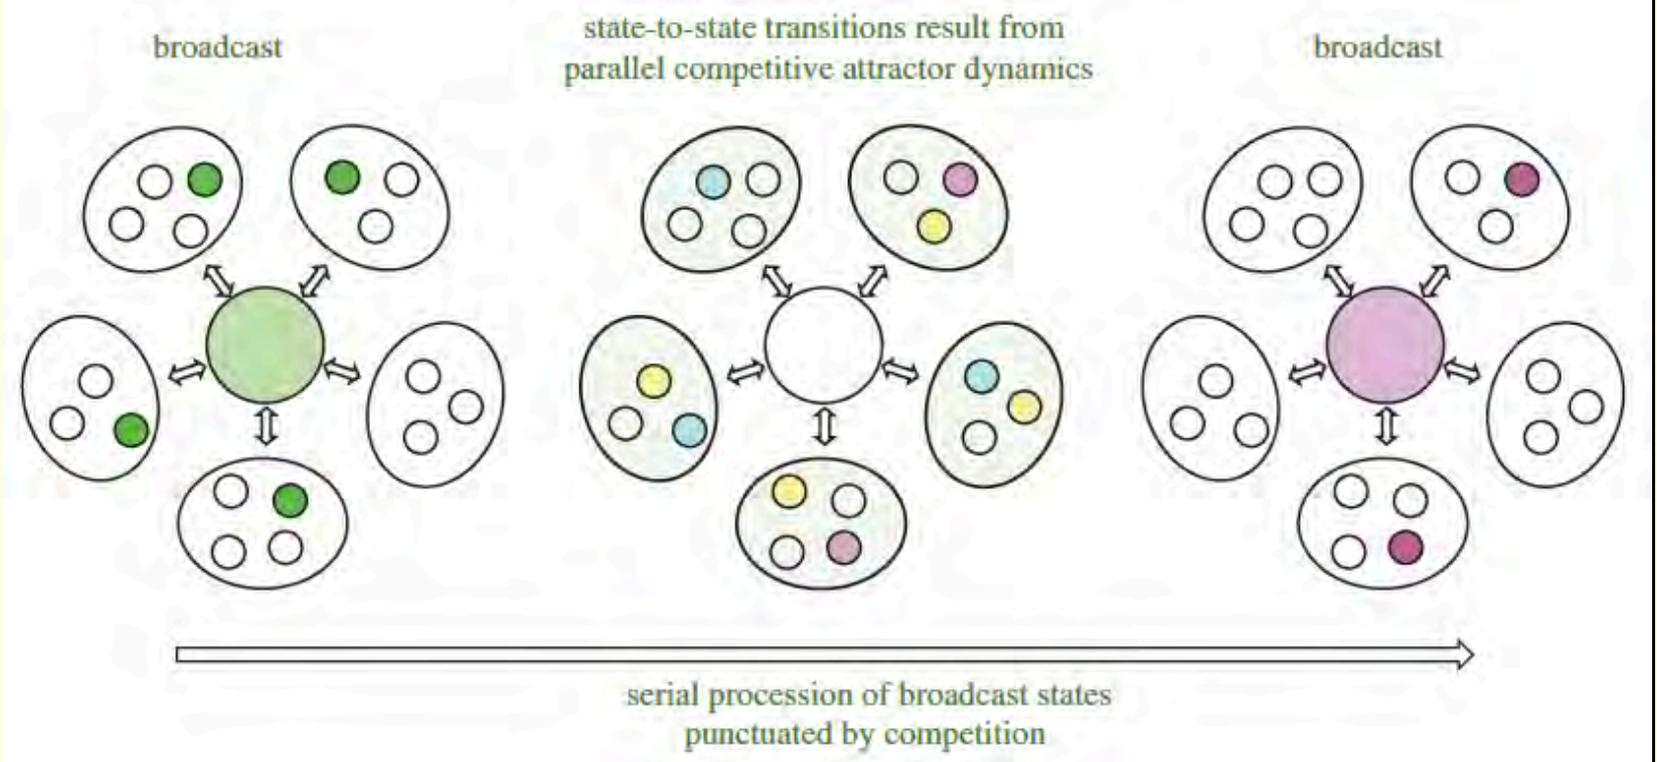 broadcast
state-to-state transitions result from
parallel competitive attractor dynamics
broadcast
serial procession of broadcast states
punctuated by competition